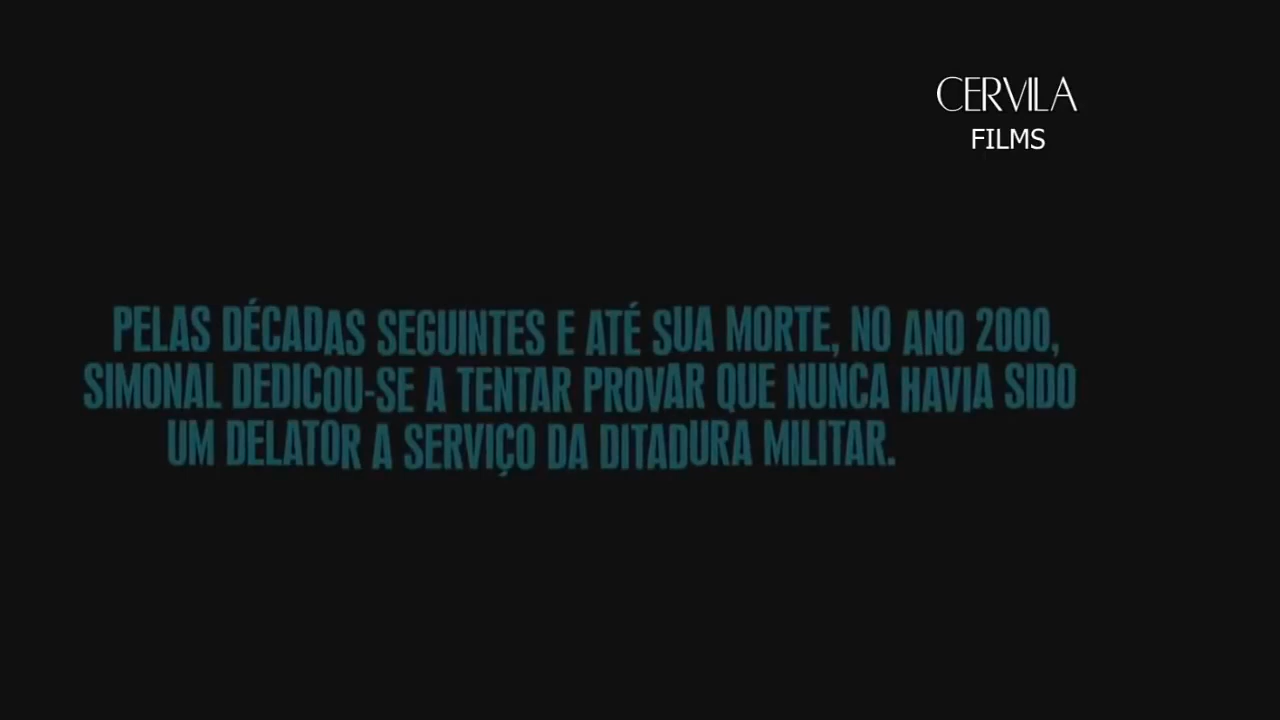 CERVILA
FILMS
PELAS DÉCADAS SEGUINTES E ATÉ SUA MORTE, NO ANO 2000,
SIMONAL DEDICOU-SE A TENTAR PROVAR QUE NUNCA HAVIA SIDO
UM DELATOR A SERVIÇO DA DITADURA MILITAR.